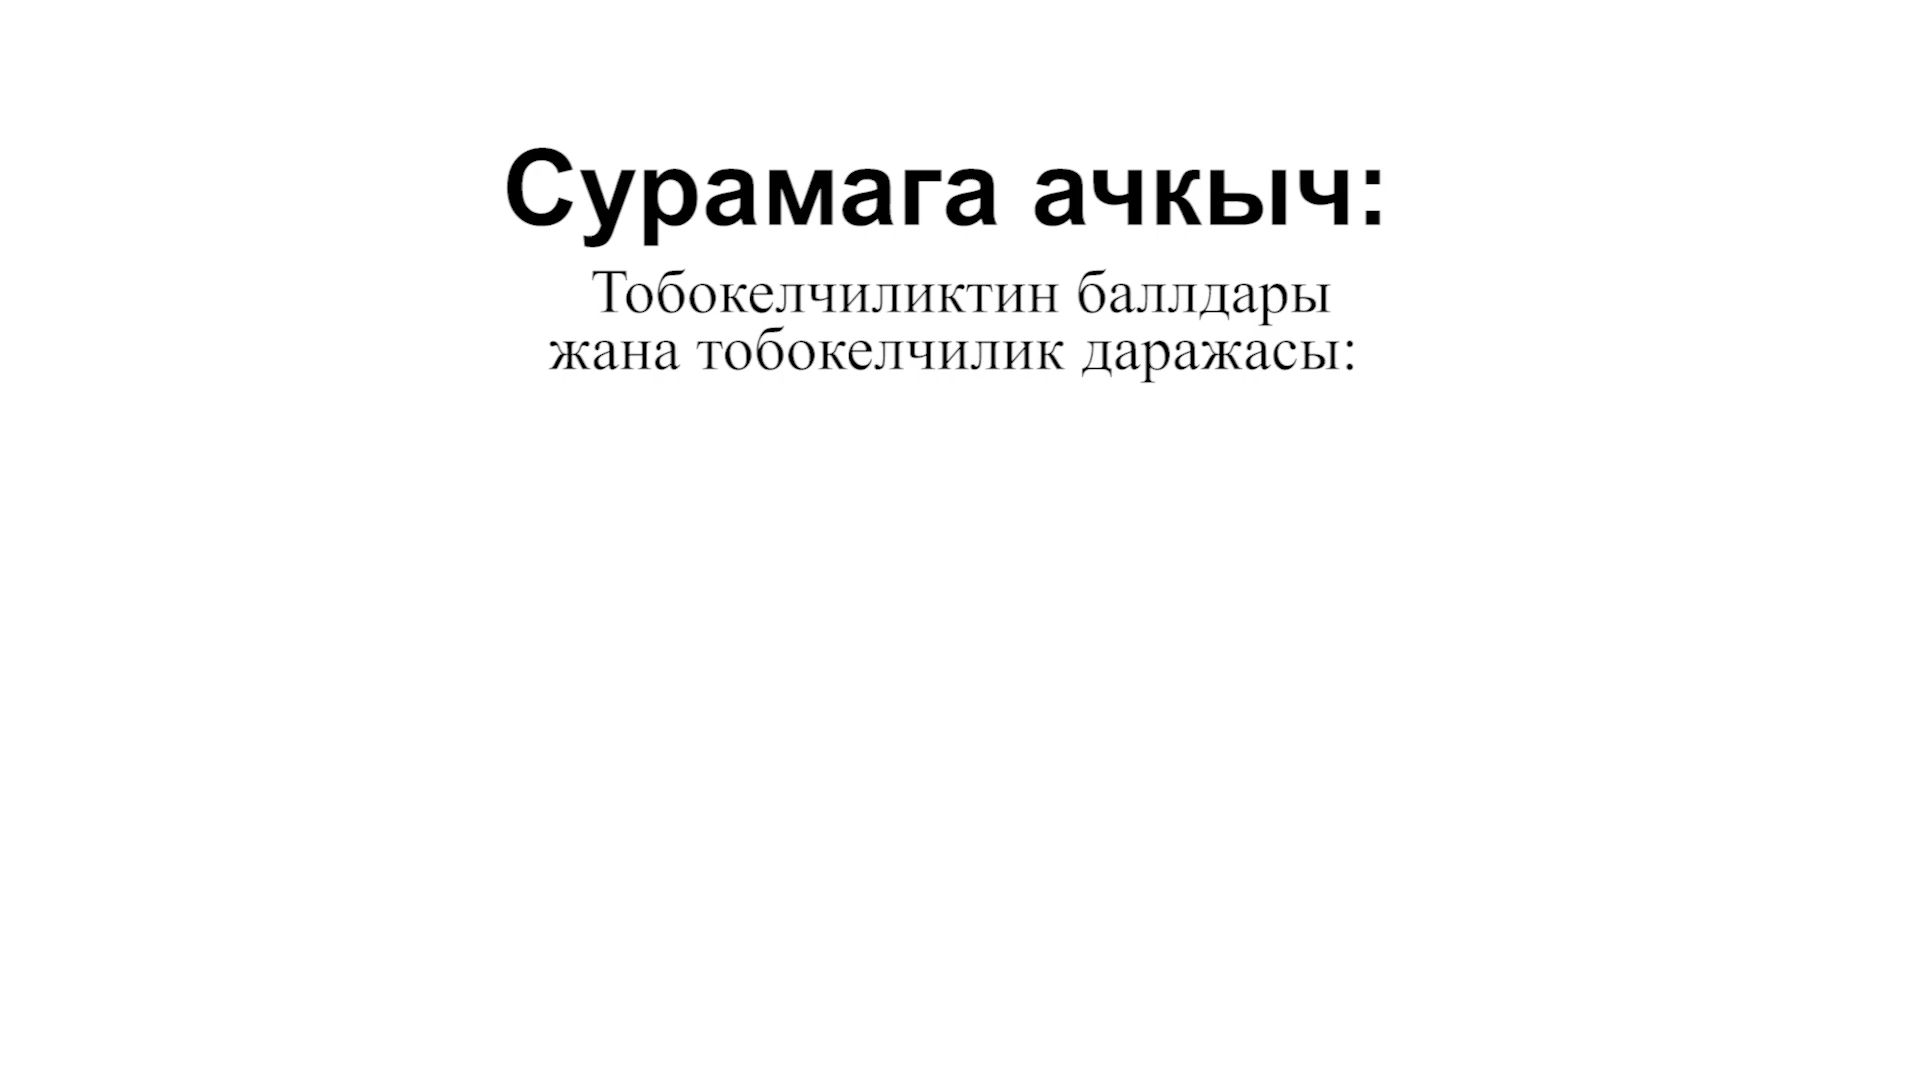 Сурамага ачкыч:
Тобокелчиликтин баллдары
жана тобокелчилик даражасы: